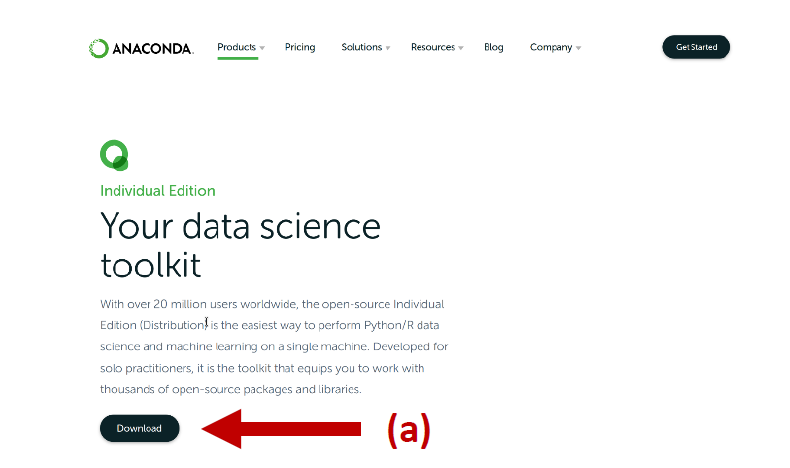 ANACONDA. Products Pricing Solutions Resources Blog Company Get Started
Individual Edition
Your data science
toolkit
With over 20 million users worldwide, the open-source Individual
Edition (Distribution) is the easiest way to perform Python/R data
science and machine learning on a single machine. Developed for
solo practitioners, it is the toolkit that equips you to work with
thousands of open-source packages and libraries.
Download (a)